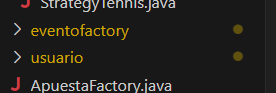 StrategyTennis.java
eventofactory
usuario
ApuestaFactory.java